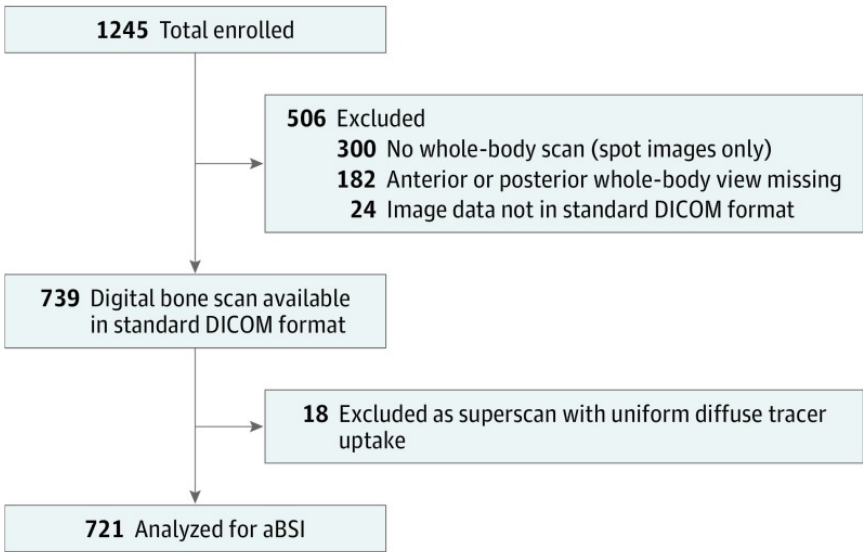 1245 Total enrolled
506 Excluded
300 No whole-body scan (spot images only)
182 Anterior or posterior whole-body view missing
24 Image data not in standard DICOM format
739 Digital bone scan available
in standard DICOM format
18 Excluded as superscan with uniform diffuse tracer
uptake
721 Analyzed for aBSI